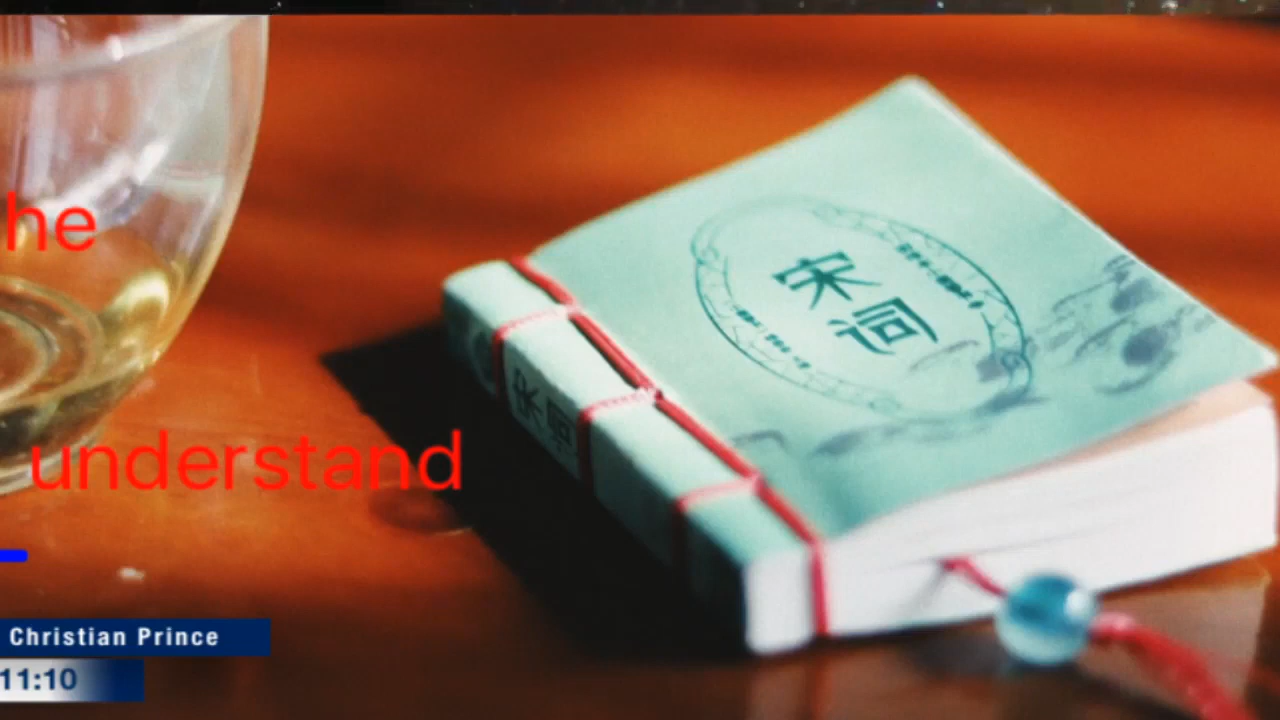 he
宋
词
宋词
understand
Christian Prince
11:10